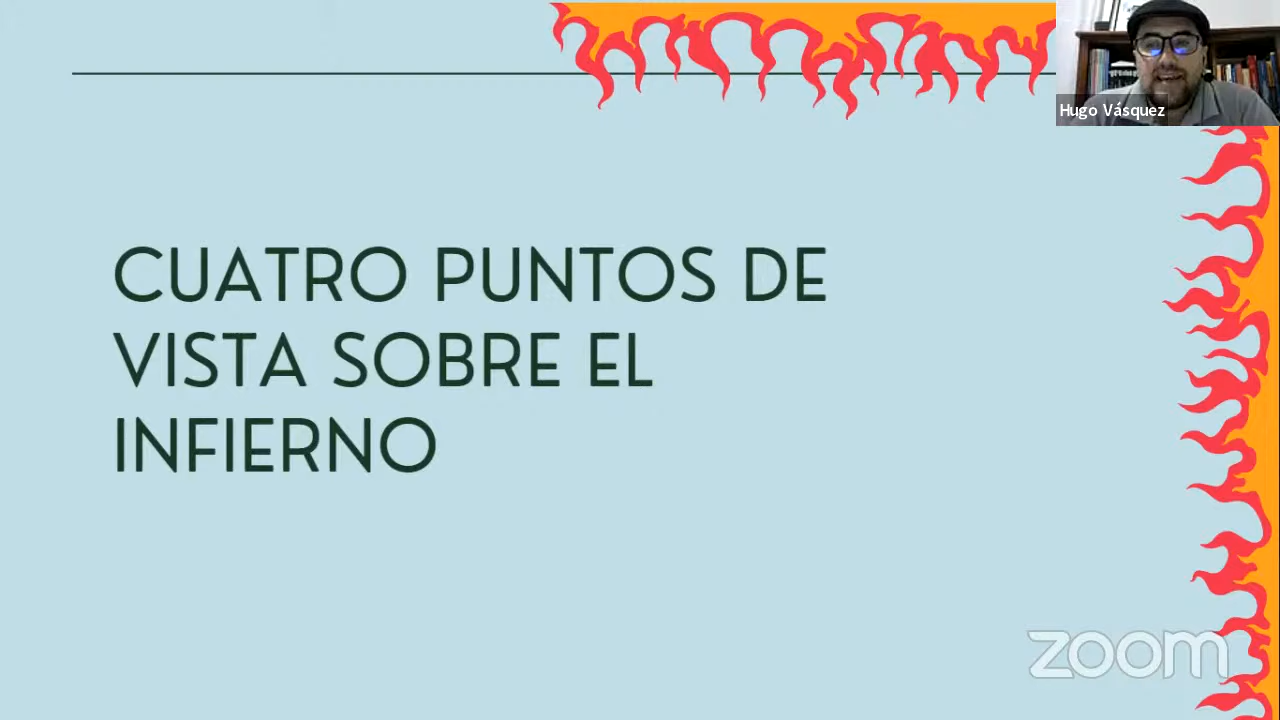 Hugo Vásquez
CUATRO PUNTOS DE
VISTA SOBRE EL
INFIERNO
zoom